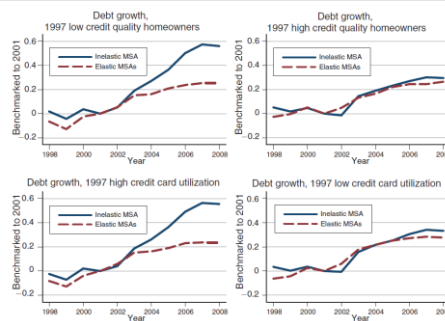 Debt growth,
1997 low credit quality homeowners
Benchmarked to 2001
0.6
0.4
0.2
0
−0.2
Inelastic MSA
Elastic MSAs
1998 2000 2002 2004 2006 2008
Year
Debt growth,
1997 high credit quality homeowners
Benchmarked to 2001
0.6
0.4
0.2
0
−0.2
Inelastic MSA
Elastic MSAs
1998 2000 2002 2004 2006 2008
Year
Debt growth, 1997 high credit card utilization
Benchmarked to 2001
0.6
0.4
0.2
0
−0.2
Inelastic MSA
Elastic MSAs
1998 2000 2002 2004 2006 2008
Year
Debt growth, 1997 low credit card utilization
Benchmarked to 2001
0.6
0.4
0.2
0
−0.2
Inelastic MSA
Elastic MSAs
1998 2000 2002 2004 2006
Year